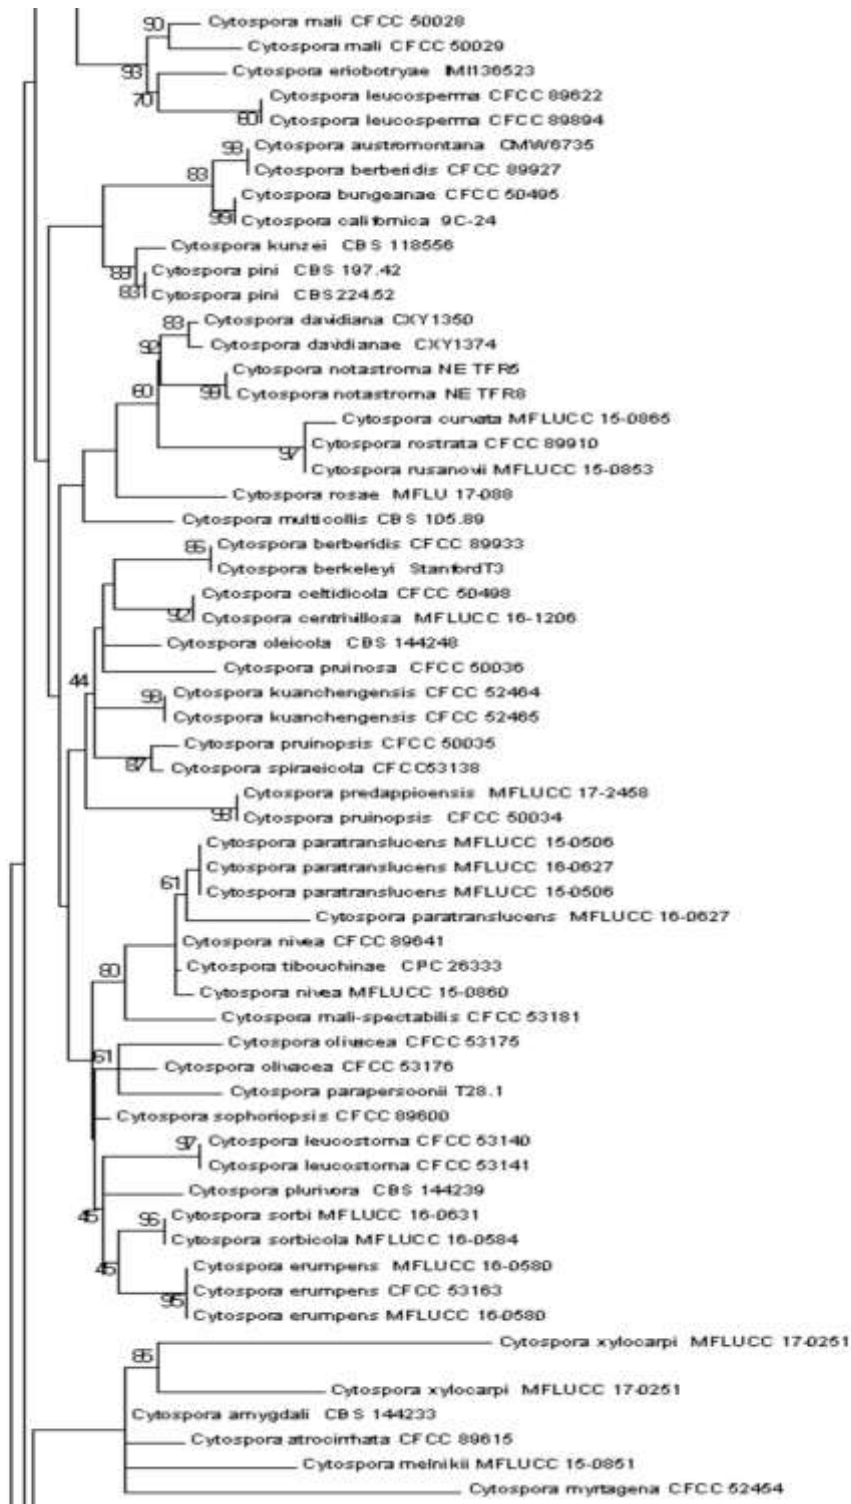 90 Cytospora mali CFCC 50028
Cytospora mali CFCC 50029
93 Cytospora eriobotryae IMI136523
70 Cytospora leucosperma CFCC 89622
80 Cytospora leucosperma CFCC 89894
98 Cytospora austromontana CMW6735
83 Cytospora berberidis CFCC 89927
Cytospora bungeanae CFCC 50495
99 Cytospora califomica 9C-24
Cytospora kunzei CBS 118556
89 Cytospora pini CBS 197.42
83 Cytospora pini CBS224.52
83 Cytospora davidiana CXY1350
92 Cytospora davidianae CXY1374
Cytospora notastroma NE TFR5
99 Cytospora notastroma NE TFR8
60
Cytospora curvata MFLUCC 15-0865
97 Cytospora rostrata CFCC 89910
Cytospora rusanovii MFLUCC 15-0853
Cytospora rosae MFLU 17-088
Cytospora multicollis CBS 105.89
86 Cytospora berberidis CFCC 89933
Cytospora berkeleyi StanfordT3
Cytospora celtidicola CFCC 50498
92 Cytospora centrivillosa MFLUCC 16-1206
Cytospora oleicola CBS 144248
Cytospora pruinosa CFCC 50036
44
98 Cytospora kuanchengensis CFCC 52464
Cytospora kuanchengensis CFCC 52465
Cytospora pruinopsis CFCC 50035
87 Cytospora spiraeicola CFCC53138
Cytospora predappioensis MFLUCC 17-2458
98 Cytospora pruinopsis CFCC 50034
Cytospora paratranslucens MFLUCC 15-0506
Cytospora paratranslucens MFLUCC 16-0627
61 Cytospora paratranslucens MFLUCC 15-0506
Cytospora paratranslucens MFLUCC 16-0627
Cytospora nivea CFCC 89641
80 Cytospora tibouchinae CPC 26333
Cytospora nivea MFLUCC 15-0860
Cytospora mali-spectabilis CFCC 53181
Cytospora olivacea CFCC 53175
61 Cytospora olivacea CFCC 53176
Cytospora parapersoonii T28.1
Cytospora sophoriopsis CFCC 89600
97 Cytospora leucostoma CFCC 53140
Cytospora leucostoma CFCC 53141
Cytospora plurivora CBS 144239
45
96 Cytospora sorbi MFLUCC 16-0631
Cytospora sorbicola MFLUCC 16-0584
45 Cytospora erumpens MFLUCC 16-0580
95 Cytospora erumpens CFCC 53163
Cytospora erumpens MFLUCC 16-0580
Cytospora xylocarpi MFLUCC 17-0251
85
Cytospora xylocarpi MFLUCC 17-0251
Cytospora amygdali CBS 144233
Cytospora atrocirrhata CFCC 89615
Cytospora melnikii MFLUCC 15-0851
Cytospora myrtagena CFCC 52454